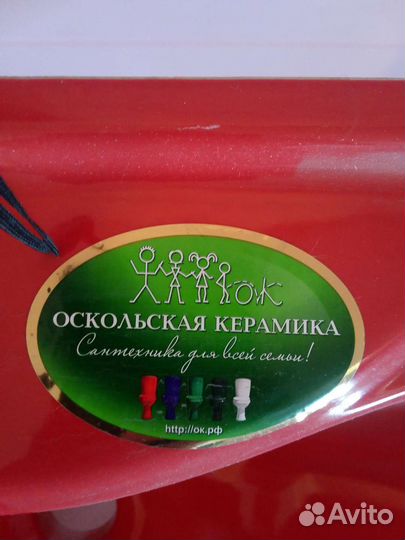 ОК
ОСКОЛЬСКАЯ КЕРАМИКА
Сантехника для всей семьи!
http://ок.рф
Avito